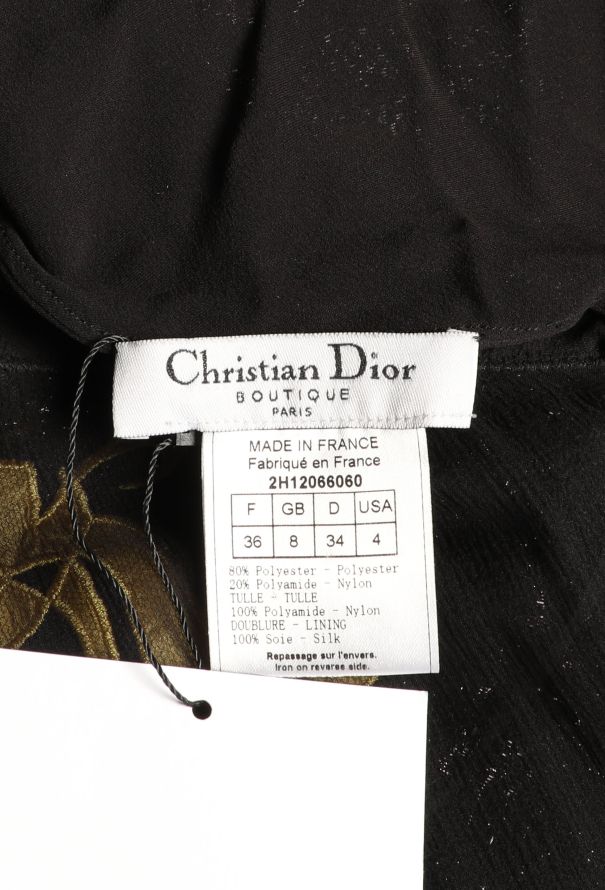 Christian Dior
BOUTIQUE
PARIS
MADE IN FRANCE
Fabriqué en France
2H12066060
F GB D USA
36 8 34 4
80% Polyester - Polyester
20% Polyamide - Nylon
TULLE - TULLE
100% Polyamide - Nylon
DOUBLURE - LINING
100% Soie - Silk
Repassage sur l'envers.
Iron on reverse side.